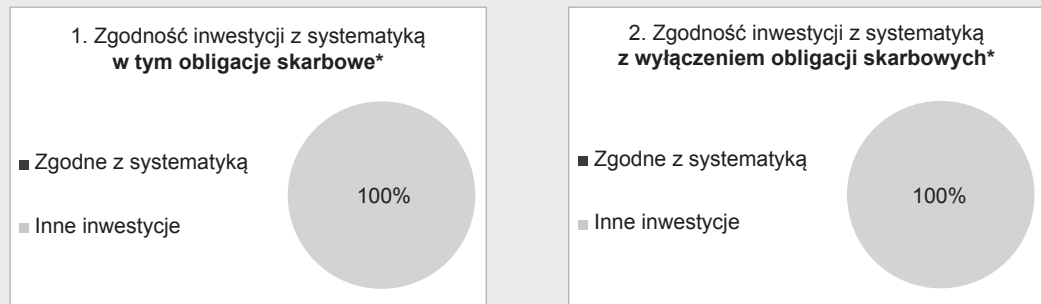 1. Zgodność inwestycji z systematyką
w tym obligacje skarbowe*
Zgodne z systematyką
100%
Inne inwestycje
2. Zgodność inwestycji z systematyką
z wyłączeniem obligacji skarbowych*
Zgodne z systematyką
100%
Inne inwestycje